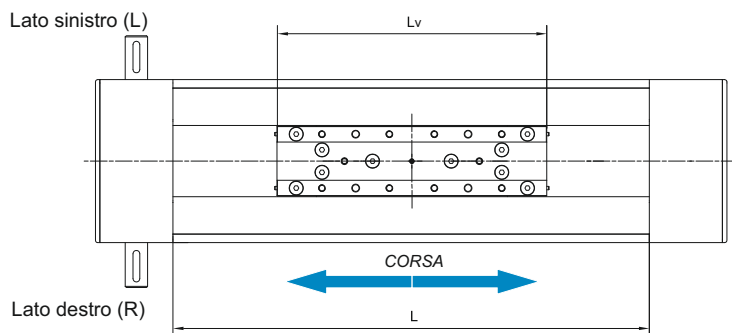 Lato sinistro (L)
Lv
CORSA
Lato destro (R)
L